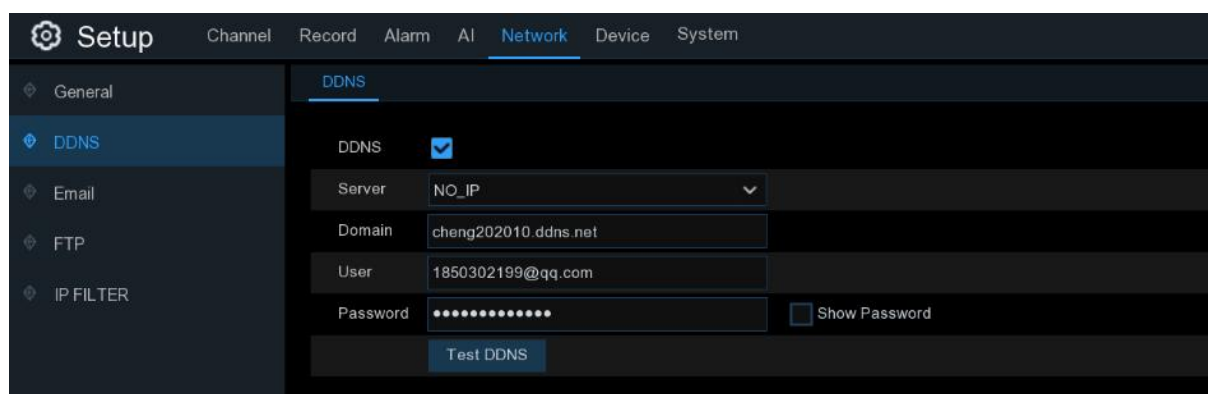 Setup Channel Record Alarm AI Network Device System
General
DDNS
Email
FTP
IP FILTER
DDNS
DDNS
Server NO_IP
Domain cheng202010.ddns.net
User 1850302199@qq.com
Password ●●●●●●●●●●●●● Show Password
Test DDNS